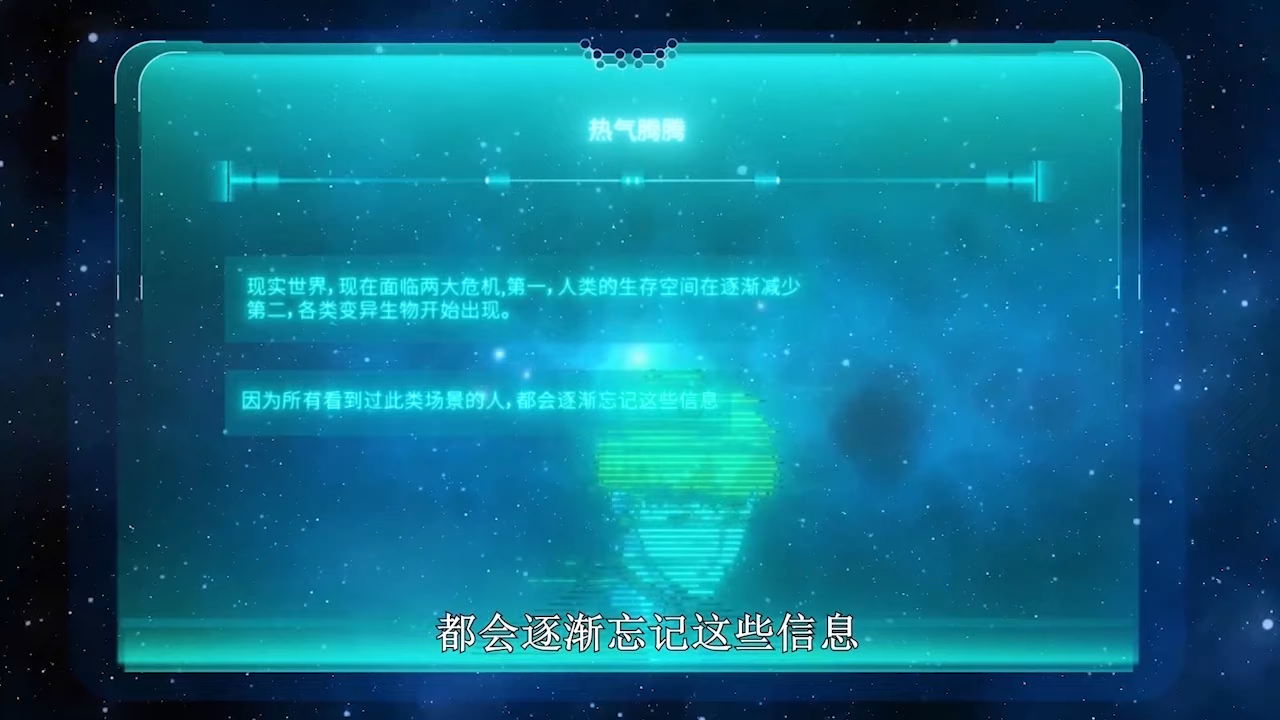 热气腾腾
现实世界，现在面临两大危机,第一，人类的生存空间在逐渐减少
第二，各类变异生物开始出现。
因为所有看到过此类场景的人，都会逐渐忘记这些信息
都会逐渐忘记这些信息